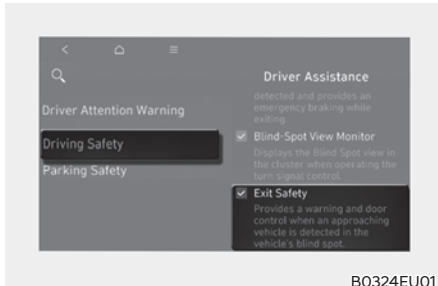 Driver Assistance
Driver Attention Warning
Driving Safety
Parking Safety
detected and provides an
emergency braking while
exiting.
Blind-Spot View Monitor
Displays the Blind Spot view in
the cluster when operating the
turn signal control.
Exit Safety
Provides a warning and door
control when an approaching
vehicle is detected in the
vehicle's blind spot.
B0324EU01